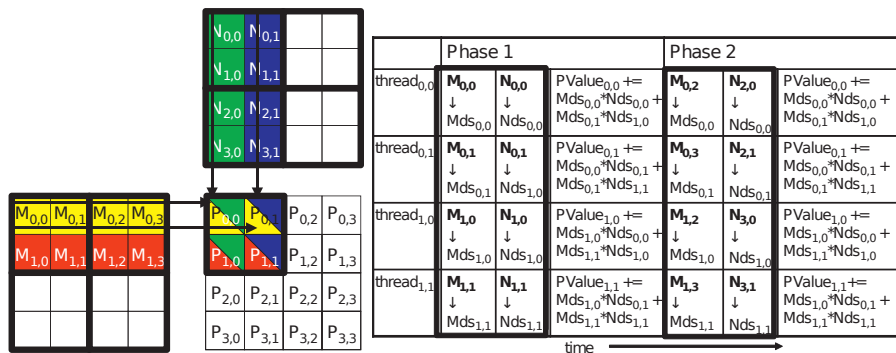 N0,0 N0,1
N1,0 N1,1
N2,0 N2,1
N3,0 N3,1
M0,0 M0,1 M0,2 M0,3
M1,0 M1,1 M1,2 M1,3
P0,0 P0,1 P0,2 P0,3
P1,0 P1,1 P1,2 P1,3
P2,0 P2,1 P2,2 P2,3
P3,0 P3,1 P3,2 P3,3
Phase 1 Phase 2
thread0,0 M0,0 N0,0 PValue0,0 += M0,2 N2,0 PValue0,0 +=
↓ ↓ Mds0,0*Nds0,0 + ↓ ↓ Mds0,0*Nds0,0 +
Mds0,0 Nds0,0 Mds0,1*Nds1,0 Mds0,0 Nds0,0 Mds0,1*Nds1,0
thread0,1 M0,1 N0,1 PValue0,1 += M0,3 N2,1 PValue0,1 +=
↓ ↓ Mds0,0*Nds0,1 + ↓ ↓ Mds0,0*Nds0,1 +
Mds0,1 Nds1,0 Mds0,1*Nds1,1 Mds0,1 Nds0,1 Mds0,1*Nds1,1
thread1,0 M1,0 N1,0 PValue1,0 += M1,2 N3,0 PValue1,0 +=
↓ ↓ Mds1,0*Nds0,0 + ↓ ↓ Mds1,0*Nds0,0 +
Mds1,0 Nds1,0 Mds1,1*Nds1,0 Mds1,0 Nds1,0 Mds1,1*Nds1,0
thread1,1 M1,1 N1,1 PValue1,1 += M1,3 N3,1 PValue1,1+=
↓ ↓ Mds1,0*Nds0,1 + ↓ ↓ Mds1,0*Nds0,1 +
Mds1,1 Nds1,1 Mds1,1*Nds1,1 Mds1,1 Nds1,1 Mds1,1*Nds1,1
time